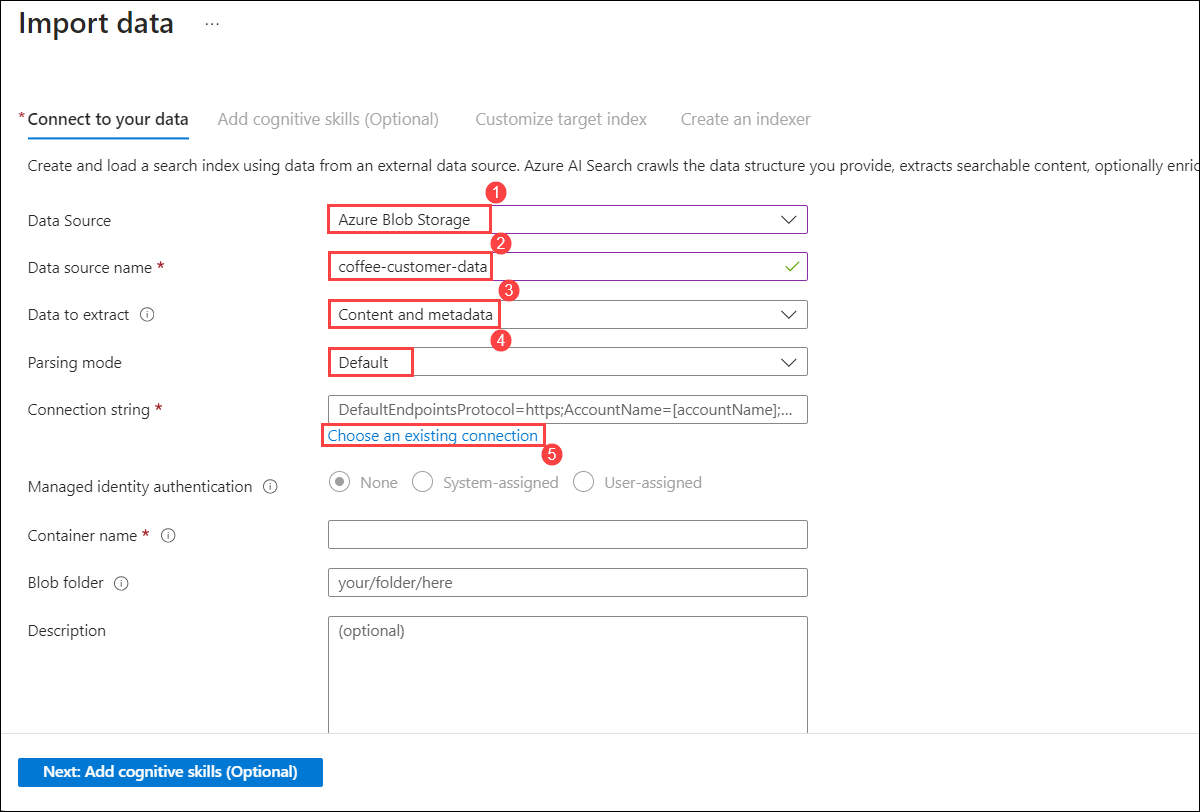 Import data ...
* Connect to your data Add cognitive skills (Optional) Customize target index Create an indexer
Create and load a search index using data from an external data source. Azure AI Search crawls the data structure you provide, extracts searchable content, optionally enric
1
Data Source Azure Blob Storage
2
Data source name * coffee-customer-data
3
Data to extract Content and metadata
4
Parsing mode Default
Connection string * DefaultEndpointsProtocol=https;AccountName=[accountName];...
Choose an existing connection
5
Managed identity authentication None System-assigned User-assigned
Container name *
Blob folder your/folder/here
Description (optional)
Next: Add cognitive skills (Optional)